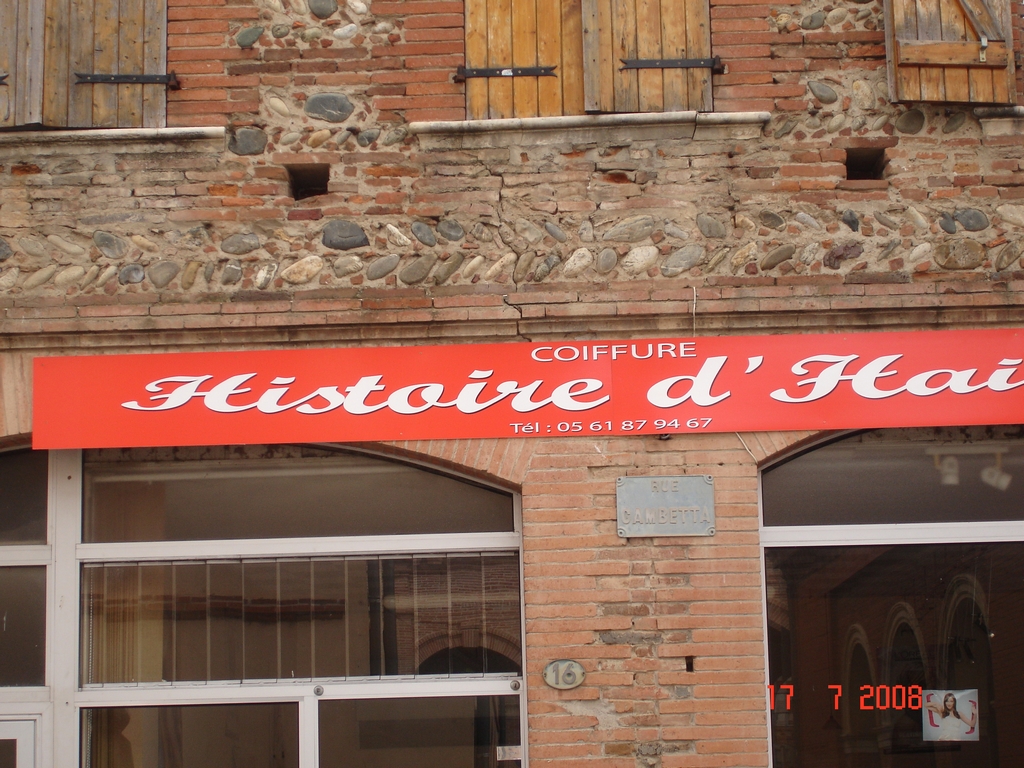 COIFFURE
Histoire d'Hai
Tél : 05 61 87 94 67
RUE
GAMBETTA
16
17 7 2008